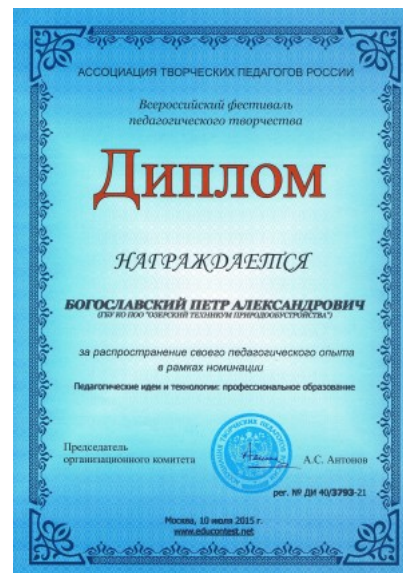 АССОЦИАЦИЯ ТВОРЧЕСКИХ ПЕДАГОГОВ РОССИИ
Всероссийский фестиваль
педагогического творчества
Диплом
НАГРАЖДАЕТСЯ
БОГОСЛАВСКИЙ ПЕТР АЛЕКСАНДРОВИЧ
(ГБУ КО ПОО "ОЗЕРСКИЙ ТЕХНИКУМ ПРИРОДООБУСТРОЙСТВА")
за распространение своего педагогического опыта
в рамках номинации
Педагогические идеи и технологии: профессиональное образование
Председатель
организационного комитета
А.С. Антонов
рег. № ДИ 40/3793-21
Москва, 10 июля 2015 г.
www.educontest.net